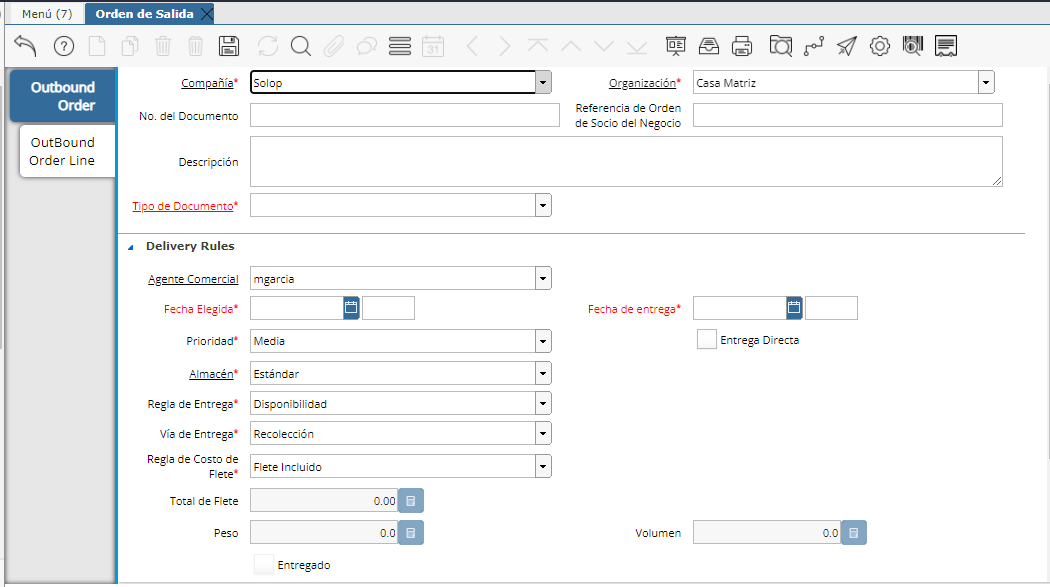 Menú (7)
Orden de Salida
31
Outbound
Order
OutBound
Order Line
Compañía*
Solop
Organización*
Casa Matriz
No. del Documento
Referencia de Orden
de Socio del Negocio
Descripción
Tipo de Documento*
Delivery Rules
Agente Comercial
mgarcia
Fecha Elegida*
Fecha de entrega*
Prioridad*
Media
Entrega Directa
Almacén*
Estándar
Regla de Entrega*
Disponibilidad
Vía de Entrega*
Recolección
Regla de Costo de
Flete*
Flete Incluido
Total de Flete
0.00
Peso
0.0
Volumen
0.0
Entregado